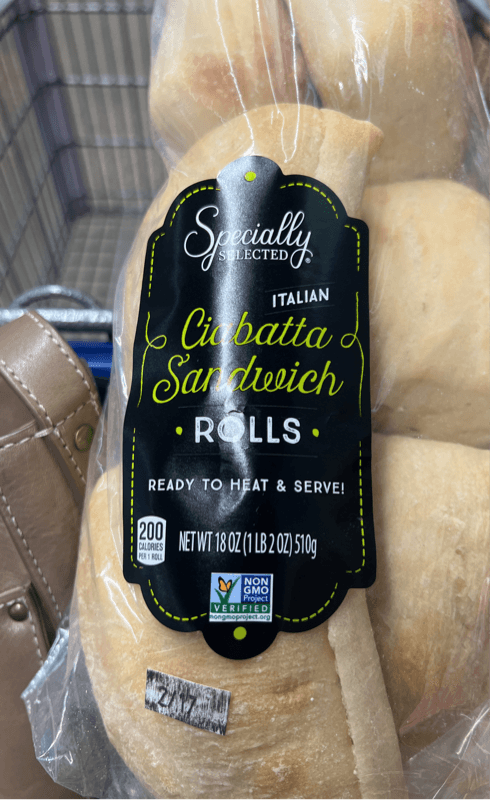 Specially
SELECTED®
ITALIAN
Ciabatta
Sandwich
• ROLLS •
READY TO HEAT & SERVE!
200
CALORIES
PER 1 ROLL
NET WT 18 OZ (1 LB 2 OZ) 510g
NON
GMO
Project
VERIFIED
nongmoproject.org
2/17